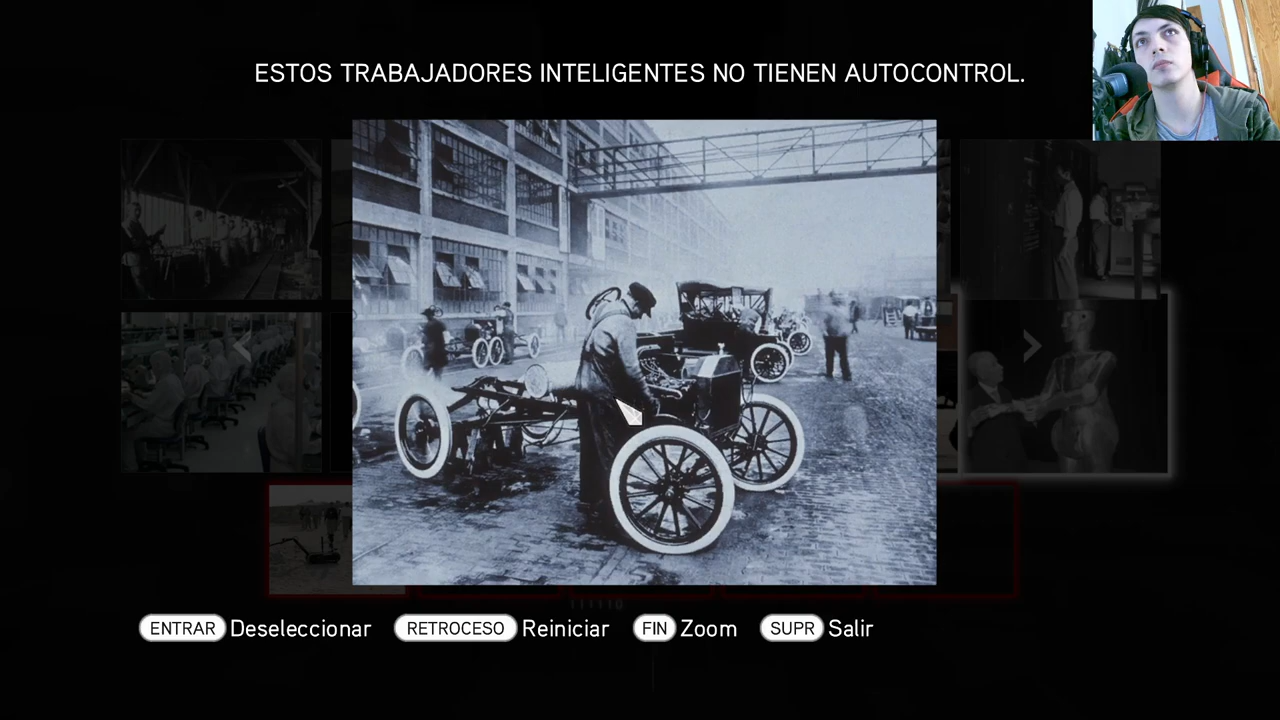 ESTOS TRABAJADORES INTELIGENTES NO TIENEN AUTOCONTROL.
ENTRAR Deseleccionar RETROCESO Reiniciar FIN Zoom SUPR Salir